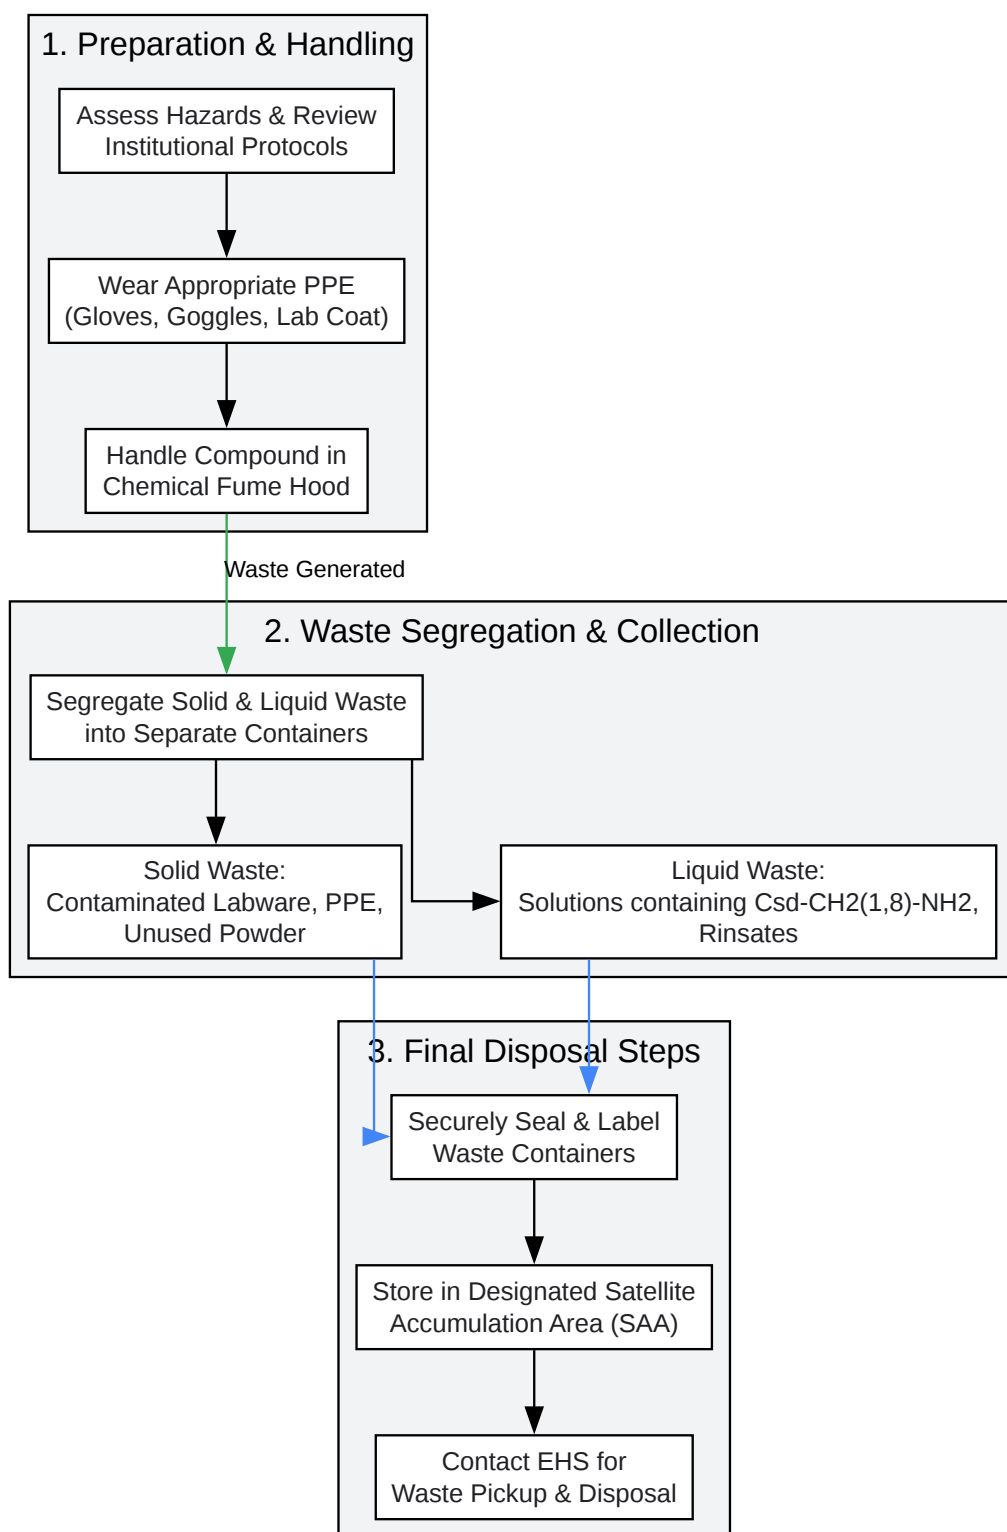 1. Preparation & Handling
Assess Hazards & Review
Institutional Protocols
Wear Appropriate PPE
(Gloves, Goggles, Lab Coat)
Handle Compound in
Chemical Fume Hood
Waste Generated
2. Waste Segregation & Collection
Segregate Solid & Liquid Waste
into Separate Containers
Solid Waste:
Contaminated Labware, PPE,
Unused Powder
Liquid Waste:
Solutions containing Csd-CH2(1,8)-NH2,
Rinsates
3. Final Disposal Steps
Securely Seal & Label
Waste Containers
Store in Designated Satellite
Accumulation Area (SAA)
Contact EHS for
Waste Pickup & Disposal